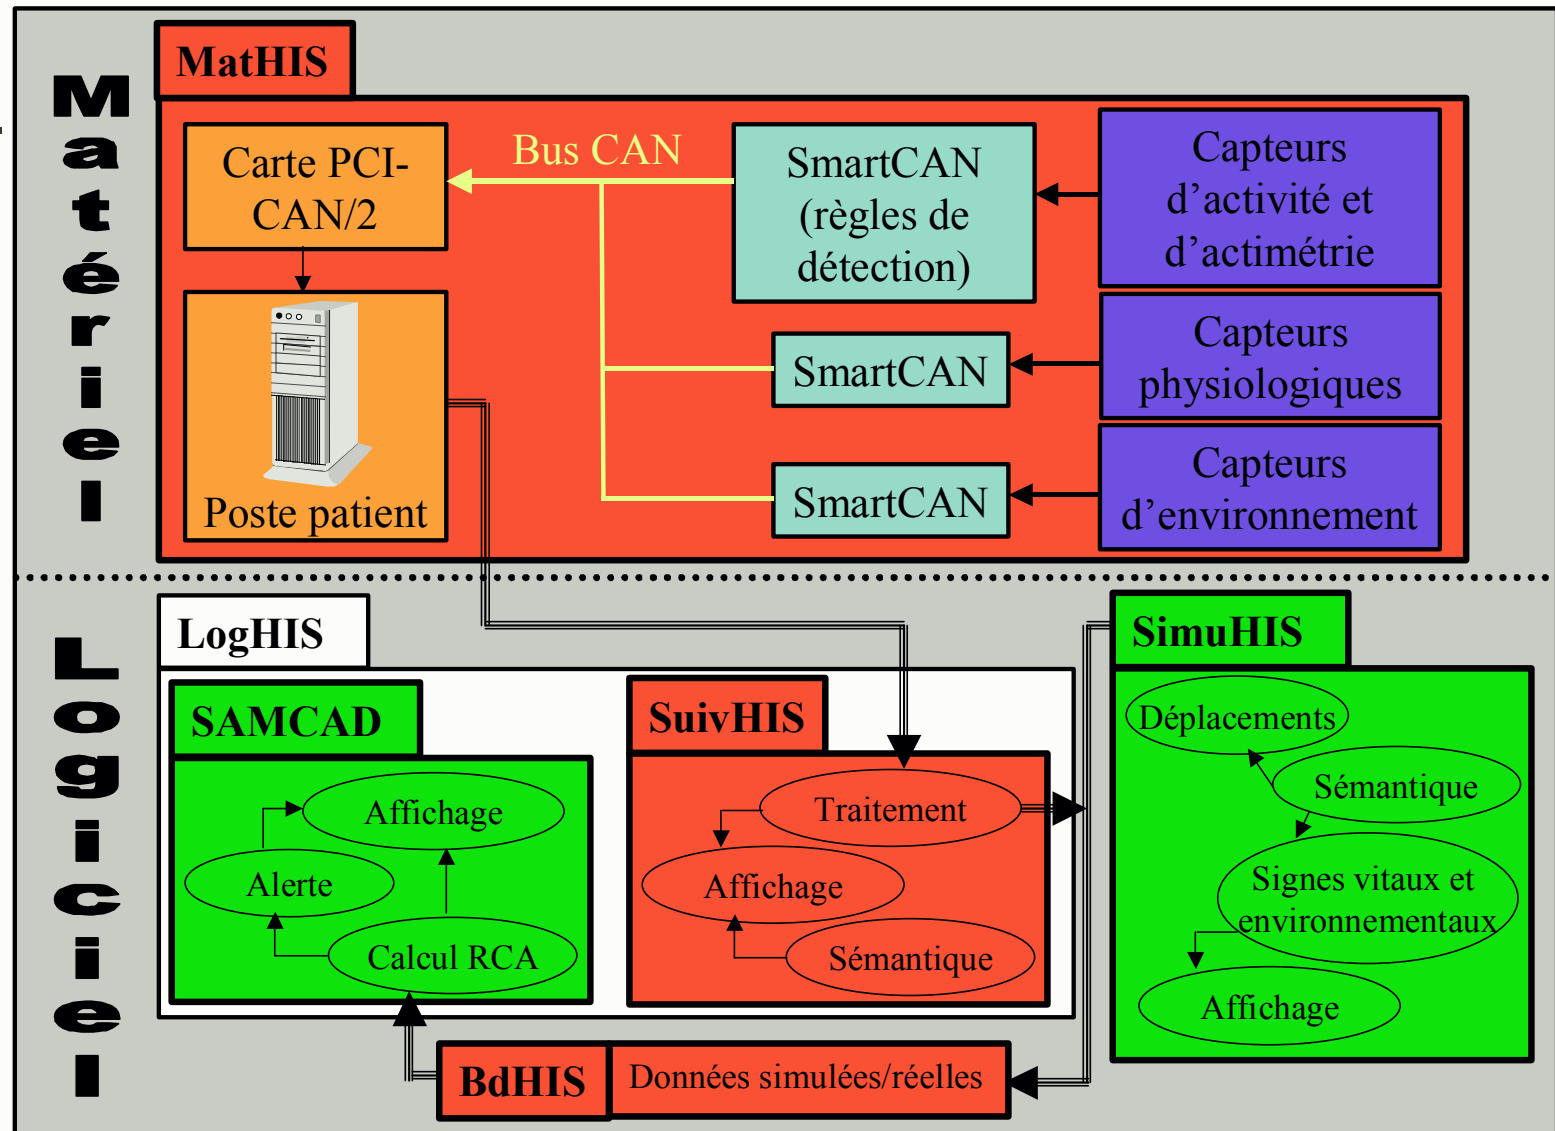 Matériel
MatHIS
Carte PCI-
CAN/2
Bus CAN
SmartCAN
(règles de
détection)
Capteurs
d’activité et
d’actimétrie
Poste patient
SmartCAN
Capteurs
physiologiques
SmartCAN
Capteurs
d’environnement
Logiciel
LogHIS
SAMCAD
Affichage
Alerte
Calcul RCA
SuivHIS
Traitement
Affichage
Sémantique
SimuHIS
Déplacements
Sémantique
Signes vitaux et
environnementaux
Affichage
BdHIS
Données simulées/réelles